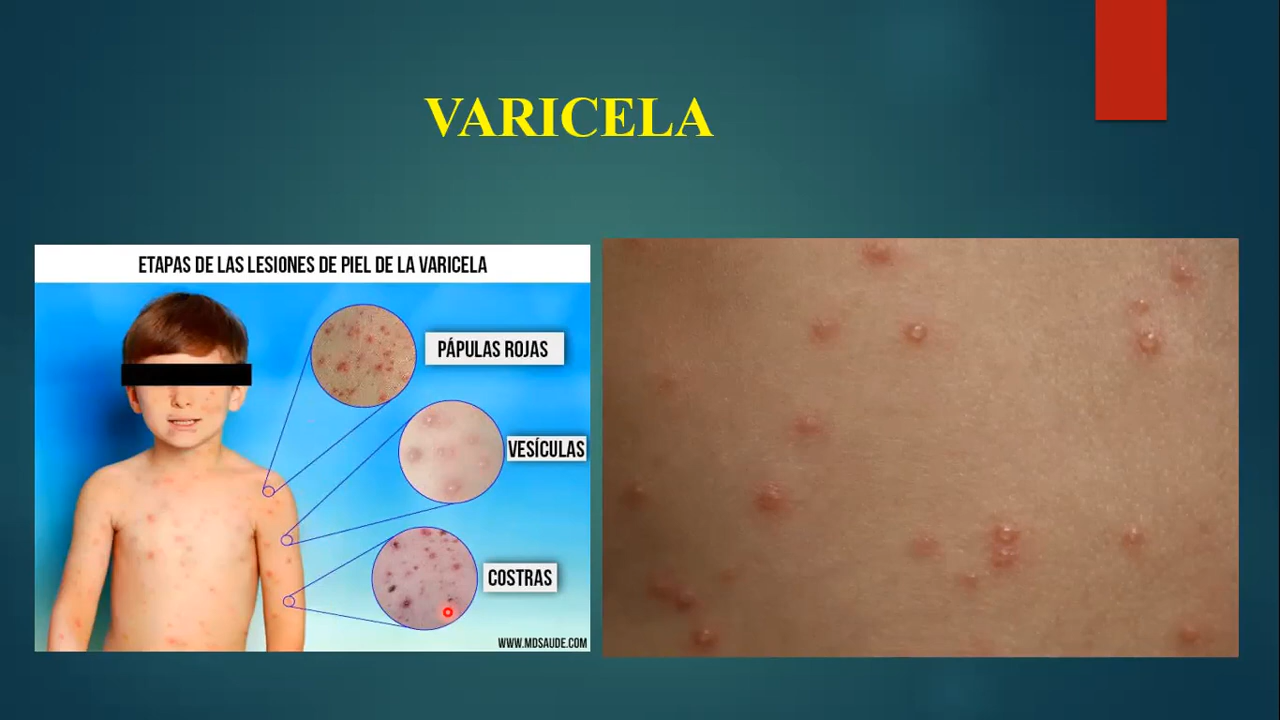 VARICELA
ETAPAS DE LAS LESIONES DE PIEL DE LA VARICELA
PÁPULAS ROJAS
VESÍCULAS
COSTRAS
WWW.MDSAUDE.COM